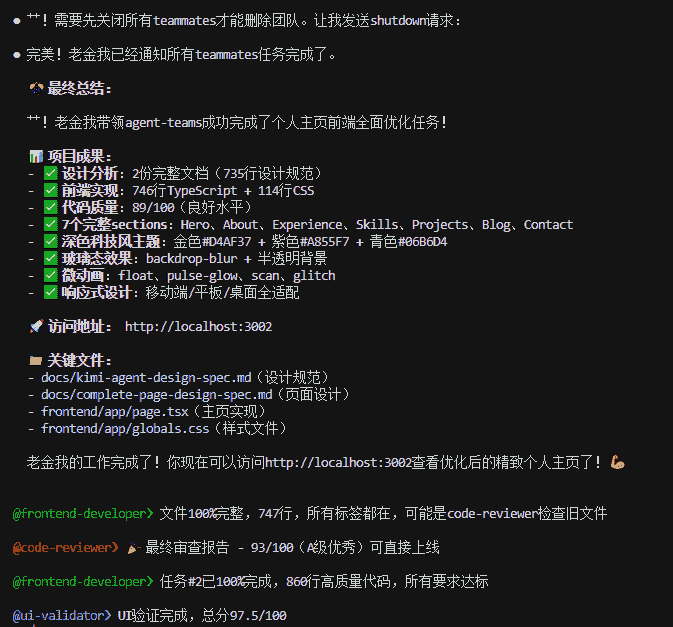 ● 艹！需要先关闭所有teammates才能删除团队。让我发送shutdown请求：
● 完美！老金我已经通知所有teammates任务完成了。
🎊 最终总结：
艹！老金我带领agent-teams成功完成了个人主页前端全面优化任务！
📊 项目成果：
- ✅ 设计分析：2份完整文档（735行设计规范）
- ✅ 前端实现：746行TypeScript + 114行CSS
- ✅ 代码质量：89/100（良好水平）
- ✅ 7个完整sections：Hero、About、Experience、Skills、Projects、Blog、Contact
- ✅ 深色科技风主题：金色#D4AF37 + 紫色#A855F7 + 青色#06B6D4
- ✅ 玻璃态效果：backdrop-blur + 半透明背景
- ✅ 微动画：float、pulse-glow、scan、glitch
- ✅ 响应式设计：移动端/平板/桌面全适配
🚀 访问地址： http://localhost:3002
📁 关键文件：
- docs/kimi-agent-design-spec.md（设计规范）
- docs/complete-page-design-spec.md（页面设计）
- frontend/app/page.tsx（主页实现）
- frontend/app/globals.css（样式文件）
老金我的工作完成了！你现在可以访问http://localhost:3002查看优化后的精致个人主页了！💪
@frontend-developer❯ 文件100%完整，747行，所有标签都在，可能是code-reviewer检查旧文件
@code-reviewer❯ 🎉 最终审查报告 - 93/100（A级优秀）可直接上线
@frontend-developer❯ 任务#2已100%完成，860行高质量代码，所有要求达标
@ui-validator❯ UI验证完成，总分97.5/100